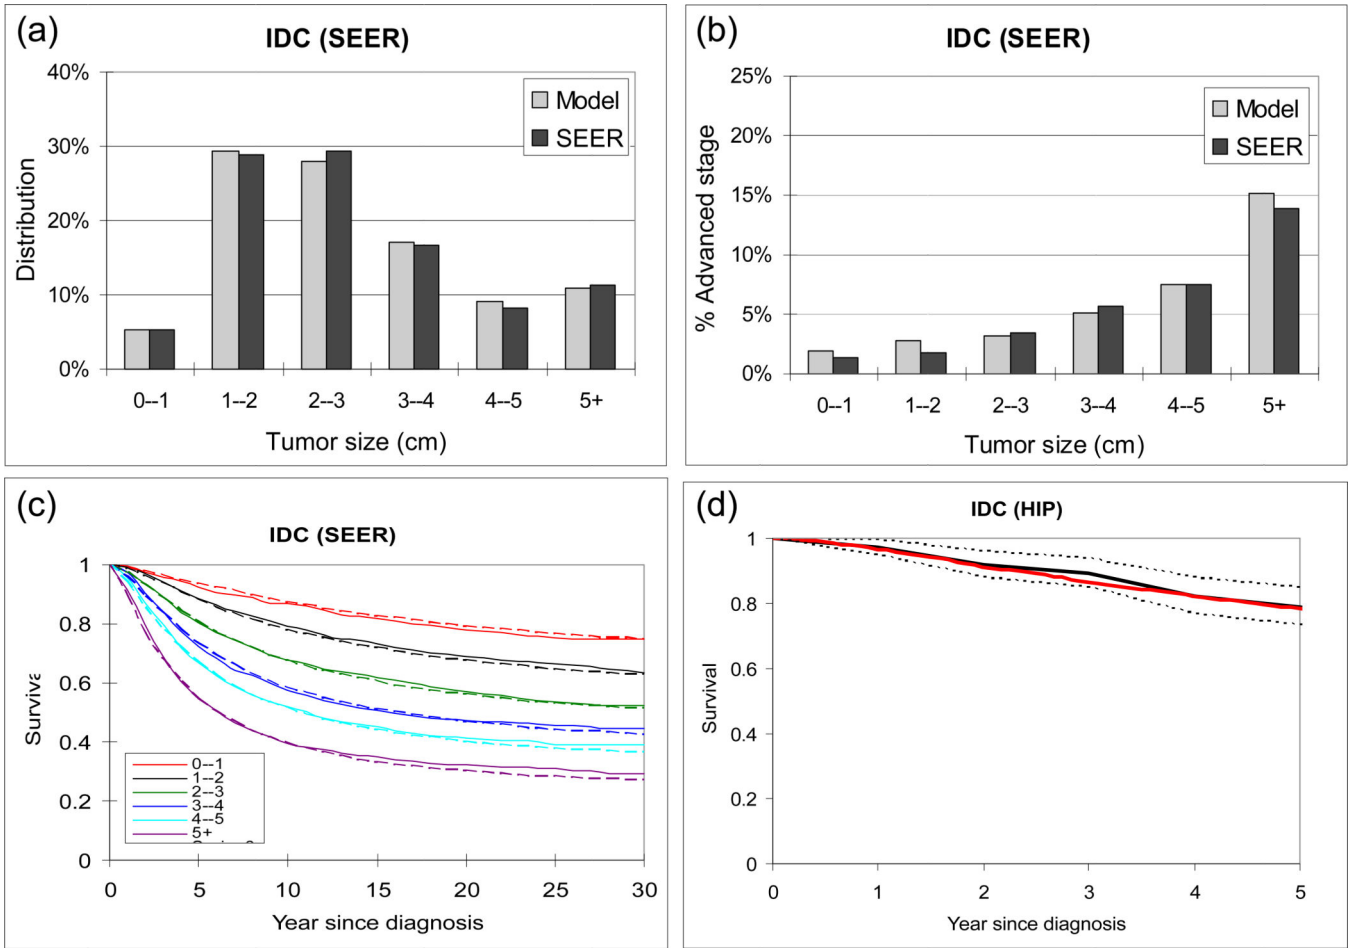 (a)
IDC (SEER)
40%
30%
20%
10%
0%
Distribution
Model
SEER
0--1 1--2 2--3 3--4 4--5 5+
Tumor size (cm)
(b)
IDC (SEER)
25%
20%
15%
10%
5%
0%
% Advanced stage
Model
SEER
0--1 1--2 2--3 3--4 4--5 5+
Tumor size (cm)
(c)
IDC (SEER)
1
0.8
0.6
0.4
0.2
0
Surviva
0--1
1--2
2--3
3--4
4--5
5+
0 5 10 15 20 25 30
Year since diagnosis
(d)
IDC (HIP)
1
0.8
0.6
0.4
0.2
0
Survival
0 1 2 3 4 5
Year since diagnosis